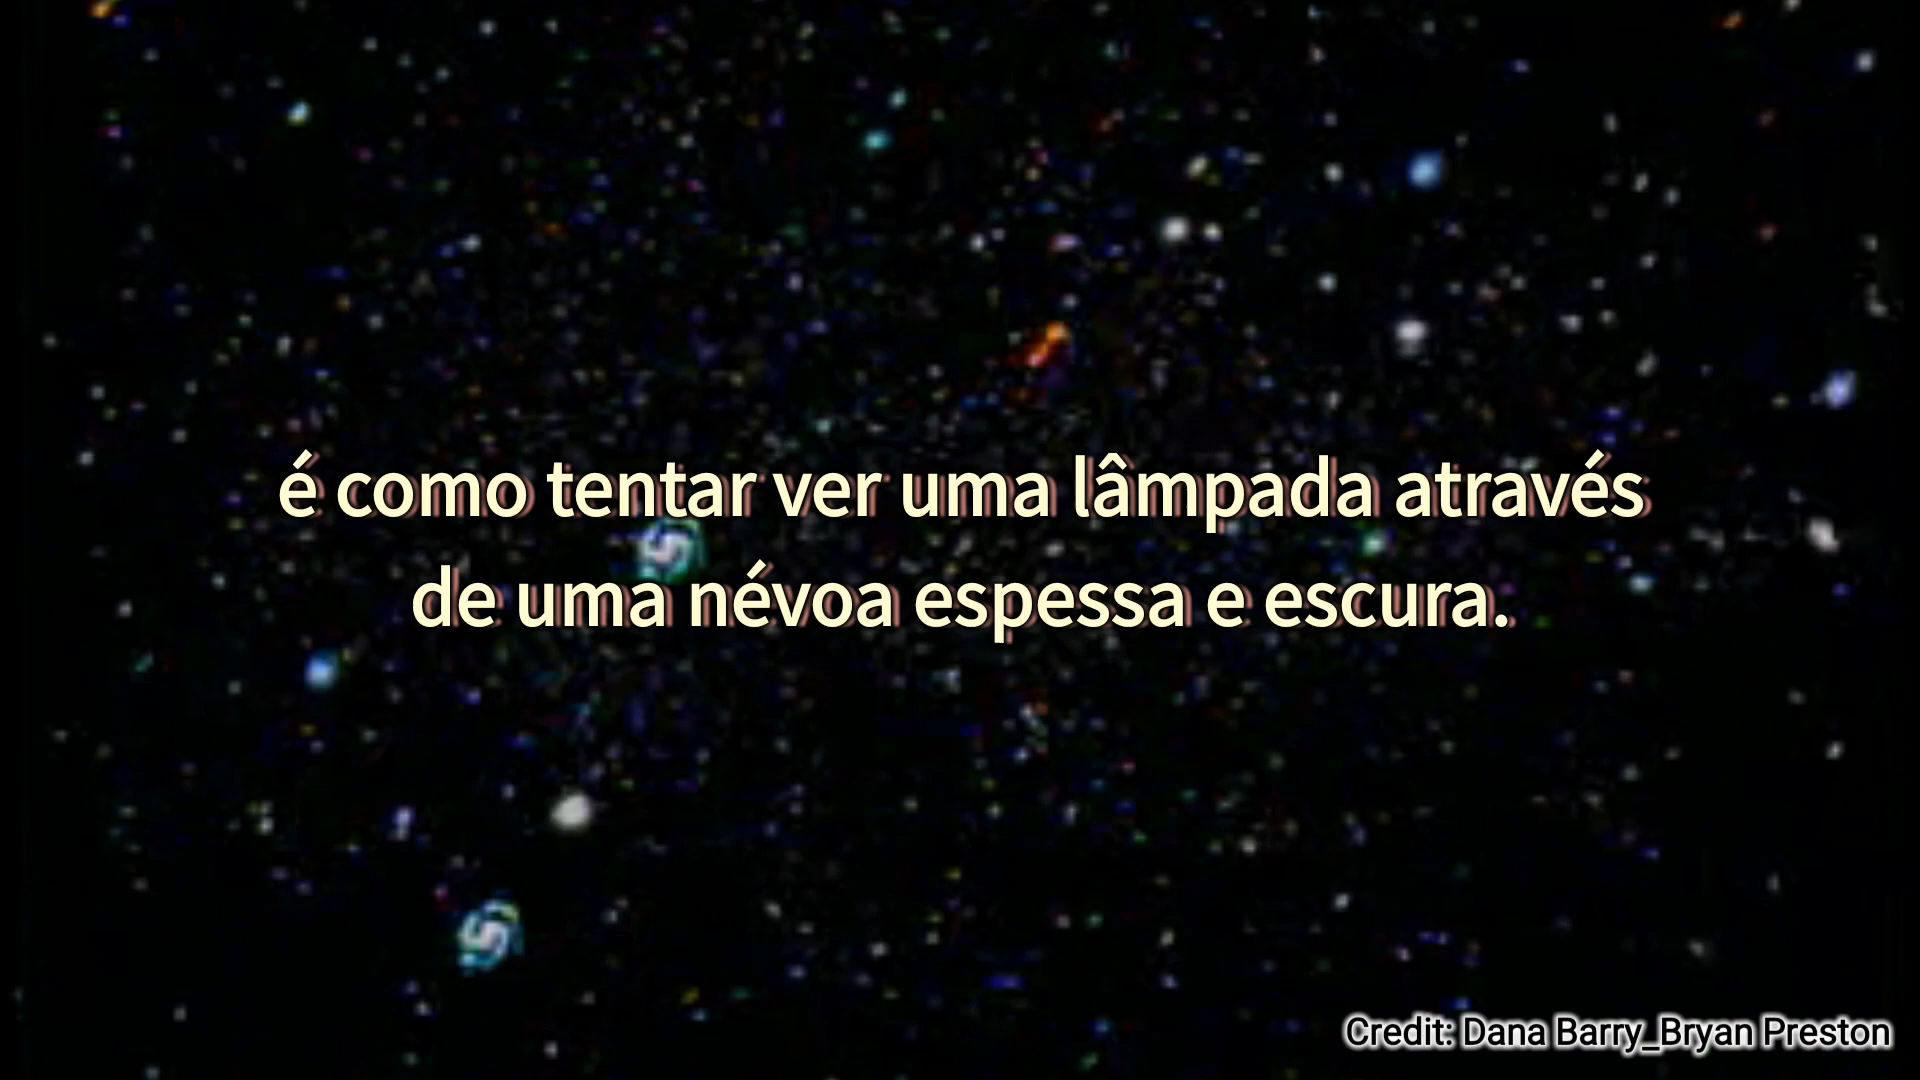 é como tentar ver uma lâmpada através
de uma névoa espessa e escura.
Credit: Dana Barry_Bryan Preston